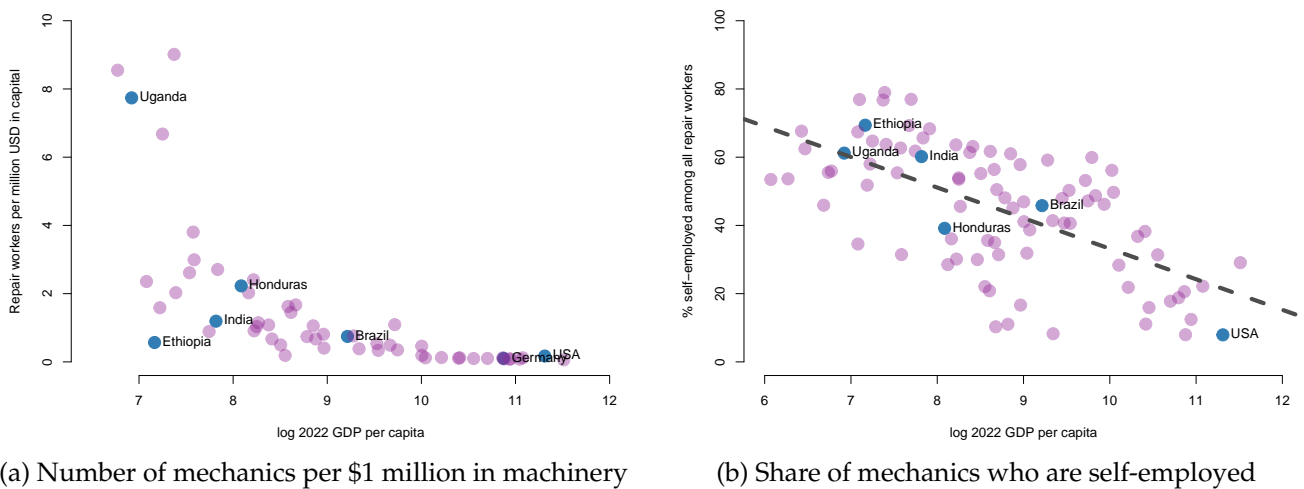 Repair workers per million USD in capital
10
8
6
4
2
0
Uganda
Honduras
India
Ethiopia
Brazil
Germany
USA
7 8 9 10 11 12
log 2022 GDP per capita
(a) Number of mechanics per $1 million in machinery
% self-employed among all repair workers
100
80
60
40
20
0
Ethiopia
Uganda
India
Brazil
Honduras
USA
6 7 8 9 10 11 12
log 2022 GDP per capita
(b) Share of mechanics who are self-employed